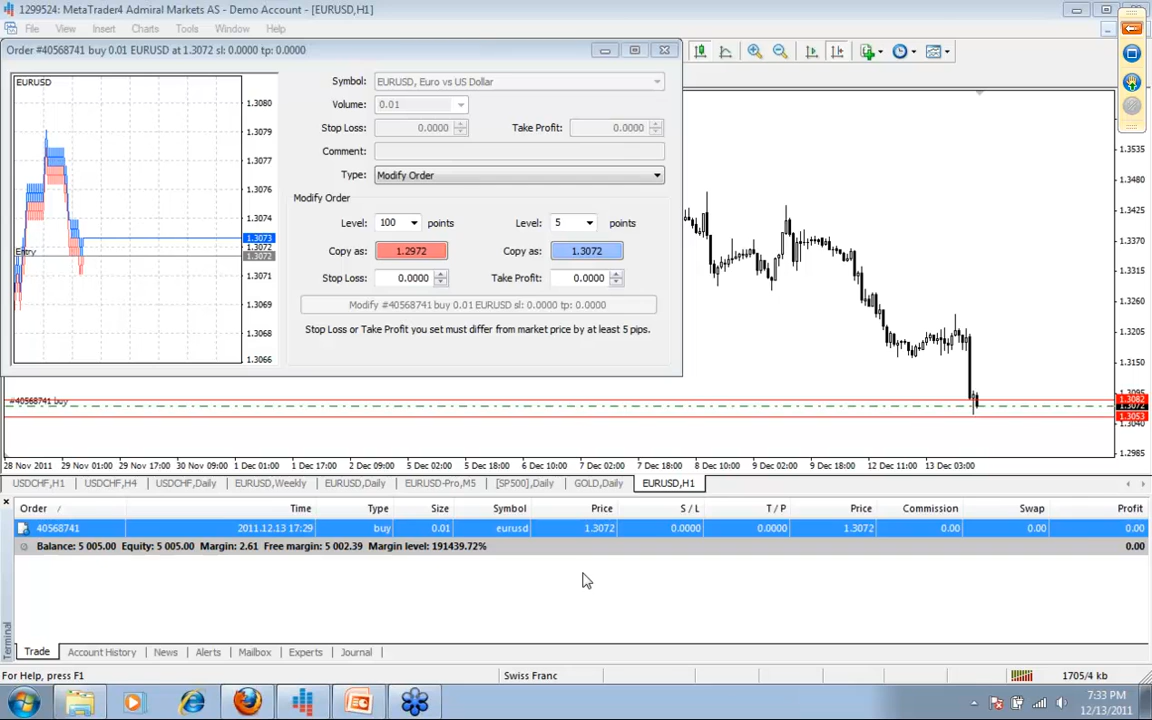 1299524: MetaTrader4 Admiral Markets AS - Demo Account - [EURUSD,H1]
File View Insert Charts Tools Window Help
Order #40568741 buy 0.01 EURUSD at 1.3072 sl: 0.0000 tp: 0.0000
EURUSD
1.3080
1.3079
1.3077
1.3076
1.3074
1.3073
1.3072
1.3072
1.3071
1.3069
1.3068
1.3066
Entry
Symbol: EURUSD, Euro vs US Dollar
Volume: 0.01
Stop Loss: 0.0000 Take Profit: 0.0000
Comment:
Type: Modify Order
Modify Order
Level: 100 points Level: 5 points
Copy as: 1.2972 Copy as: 1.3072
Stop Loss: 0.0000 Take Profit: 0.0000
Modify #40568741 buy 0.01 EURUSD sl: 0.0000 tp: 0.0000
Stop Loss or Take Profit you set must differ from market price by at least 5 pips.
1.3535
1.3480
1.3425
1.3370
1.3315
1.3260
1.3205
1.3150
1.3095
1.3082
1.3072
1.3053
1.3040
1.2985
#40568741 buy
28 Nov 2011 29 Nov 01:00 29 Nov 17:00 30 Nov 09:00 1 Dec 01:00 1 Dec 17:00 2 Dec 09:00 5 Dec 02:00 5 Dec 18:00 6 Dec 10:00 7 Dec 02:00 7 Dec 18:00 8 Dec 10:00 9 Dec 02:00 9 Dec 18:00 12 Dec 11:00 13 Dec 03:00
USDCHF,H1 USDCHF,H4 USDCHF,Daily EURUSD,Weekly EURUSD,Daily EURUSD-Pro,M5 [SP500],Daily GOLD,Daily EURUSD,H1
Order Time Type Size Symbol Price S / L T / P Price Commission Swap Profit
40568741 2011.12.13 17:29 buy 0.01 eurusd 1.3072 0.0000 0.0000 1.3072 0.00 0.00 0.00
Balance: 5 005.00 Equity: 5 005.00 Margin: 2.61 Free margin: 5 002.39 Margin level: 191439.72% 0.00
Terminal
Trade Account History News Alerts Mailbox Experts Journal
For Help, press F1 Swiss Franc 1705/4 kb
7:33 PM
12/13/2011